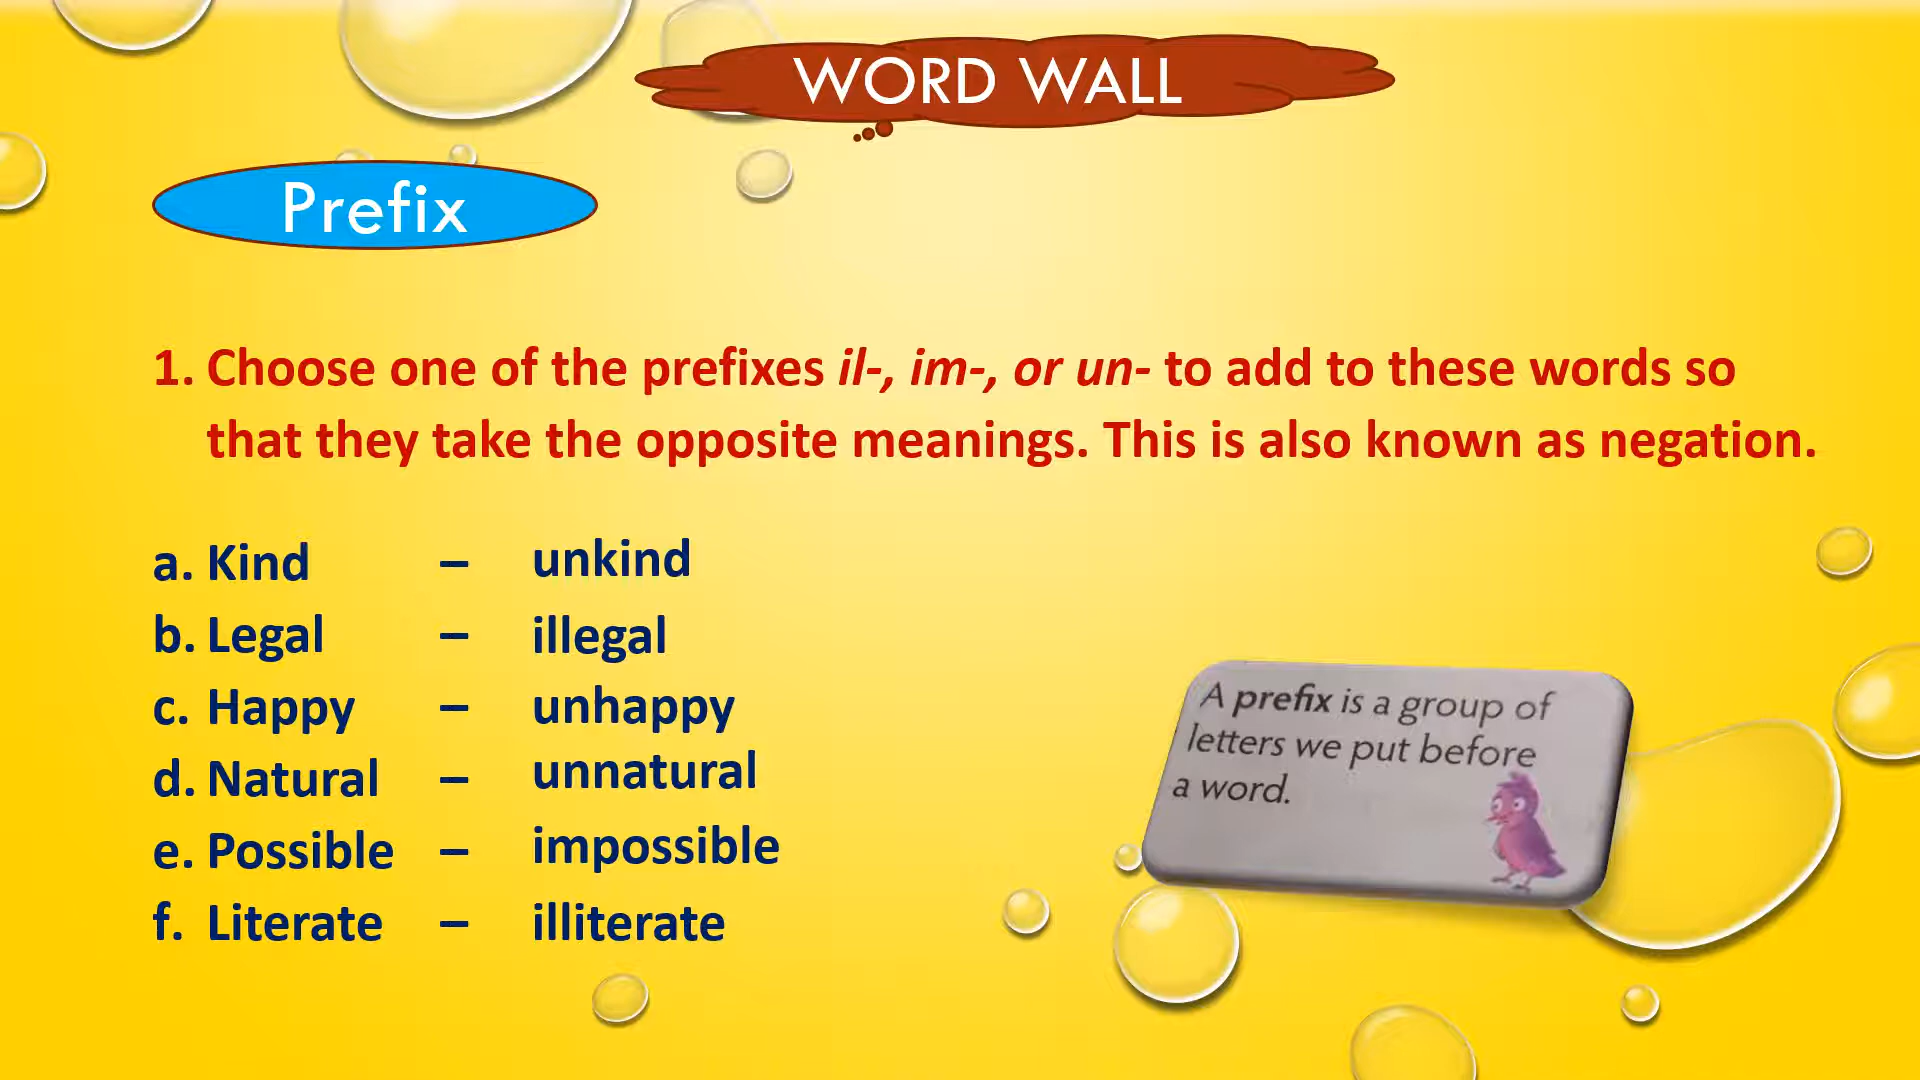 WORD WALL
Prefix
1. Choose one of the prefixes il-, im-, or un- to add to these words so
that they take the opposite meanings. This is also known as negation.
a. Kind – unkind
b. Legal – illegal
c. Happy – unhappy
d. Natural – unnatural
e. Possible – impossible
f. Literate – illiterate
A prefix is a group of
letters we put before
a word.